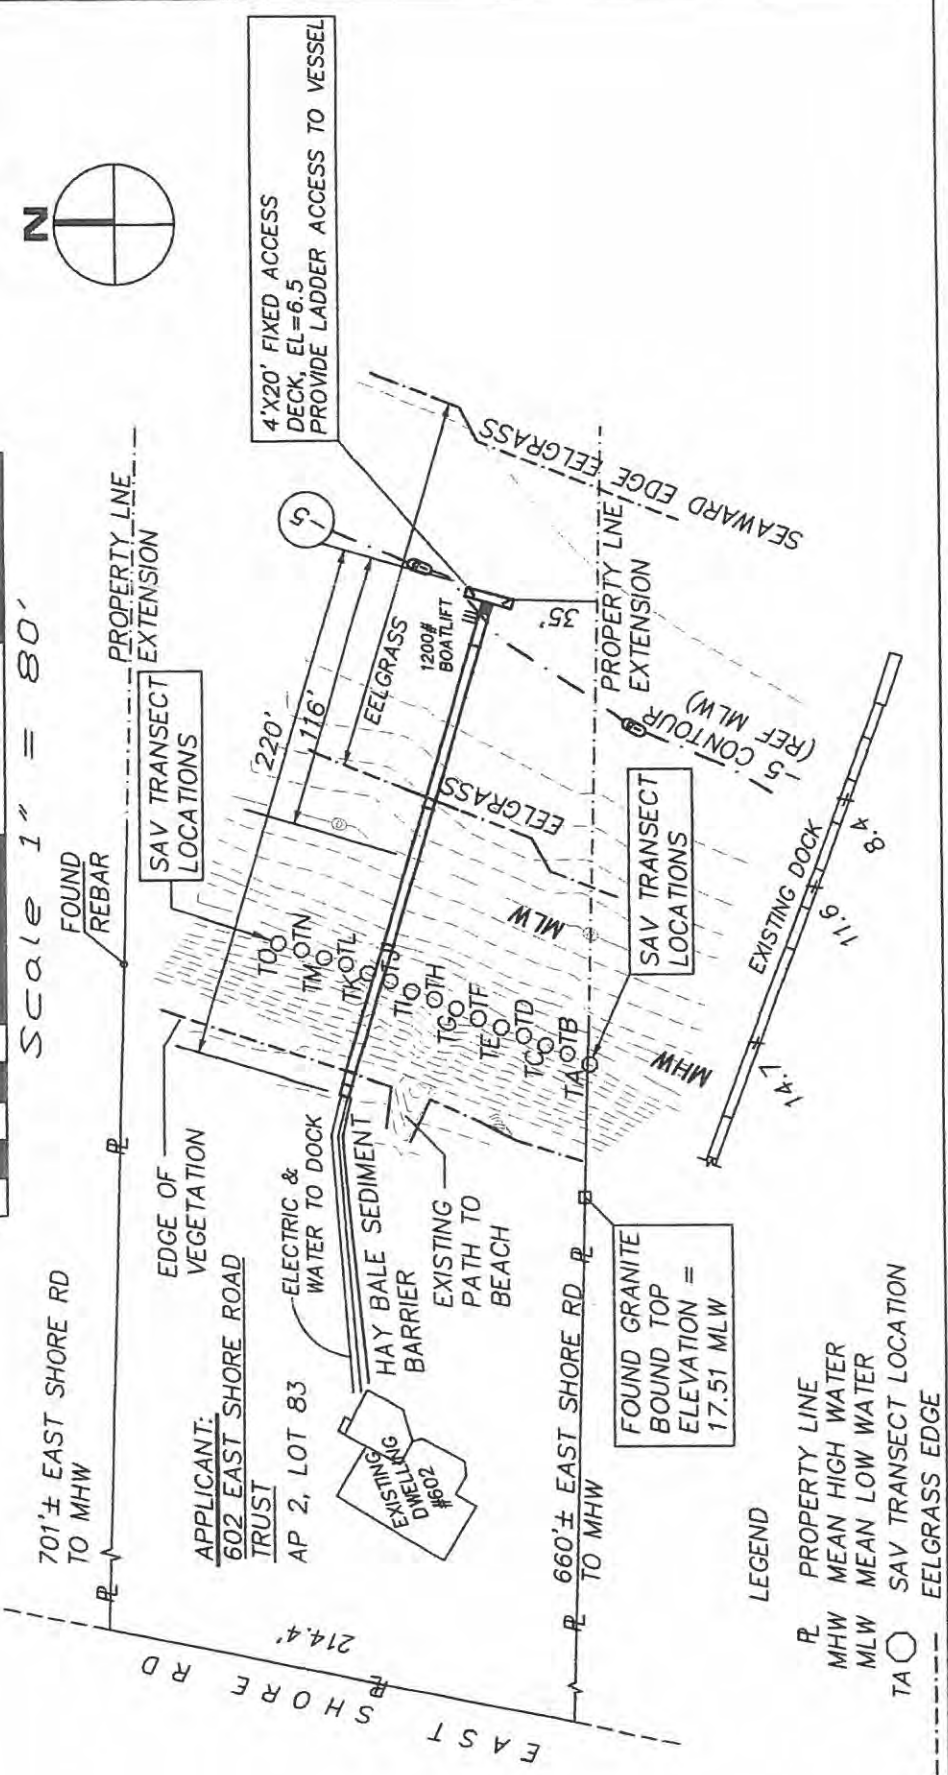 Scale 1" = 80'
N
701'± EAST SHORE RD
TO MHW
FOUND
REBAR
PROPERTY LNE
EXTENSION
SAV TRANSECT
LOCATIONS
4'X20' FIXED ACCESS
DECK, EL=6.5
PROVIDE LADDER ACCESS TO VESSEL
EDGE OF
VEGETATION
APPLICANT:
602 EAST SHORE ROAD
TRUST
AP 2, LOT 83
ELECTRIC &
WATER TO DOCK
HAY BALE SEDIMENT
BARRIER
EXISTING
PATH TO
BEACH
EXISTING
DWELLING
#602
220'
116'
-5
EELGRASS
1200#
BOATLIFT
35'
SEAWARD EDGE EELGRASS
EELGRASS
TO
TN
TM
TL
TK
TJ
TI
TH
TG
TF
TE
TD
TC
TB
TA
MLW
MHW
PROPERTY LNE
EXTENSION
-5 CONTOUR
(REF MLW)
SAV TRANSECT
LOCATIONS
EXISTING DOCK
14.7
11.6
8.4
PL
PL
PL
PL
PL
214.4'
EAST SHORE RD
660'± EAST SHORE RD
TO MHW
FOUND GRANITE
BOUND TOP
ELEVATION =
17.51 MLW
LEGEND
PL PROPERTY LINE
MHW MEAN HIGH WATER
MLW MEAN LOW WATER
TA SAV TRANSECT LOCATION
EELGRASS EDGE